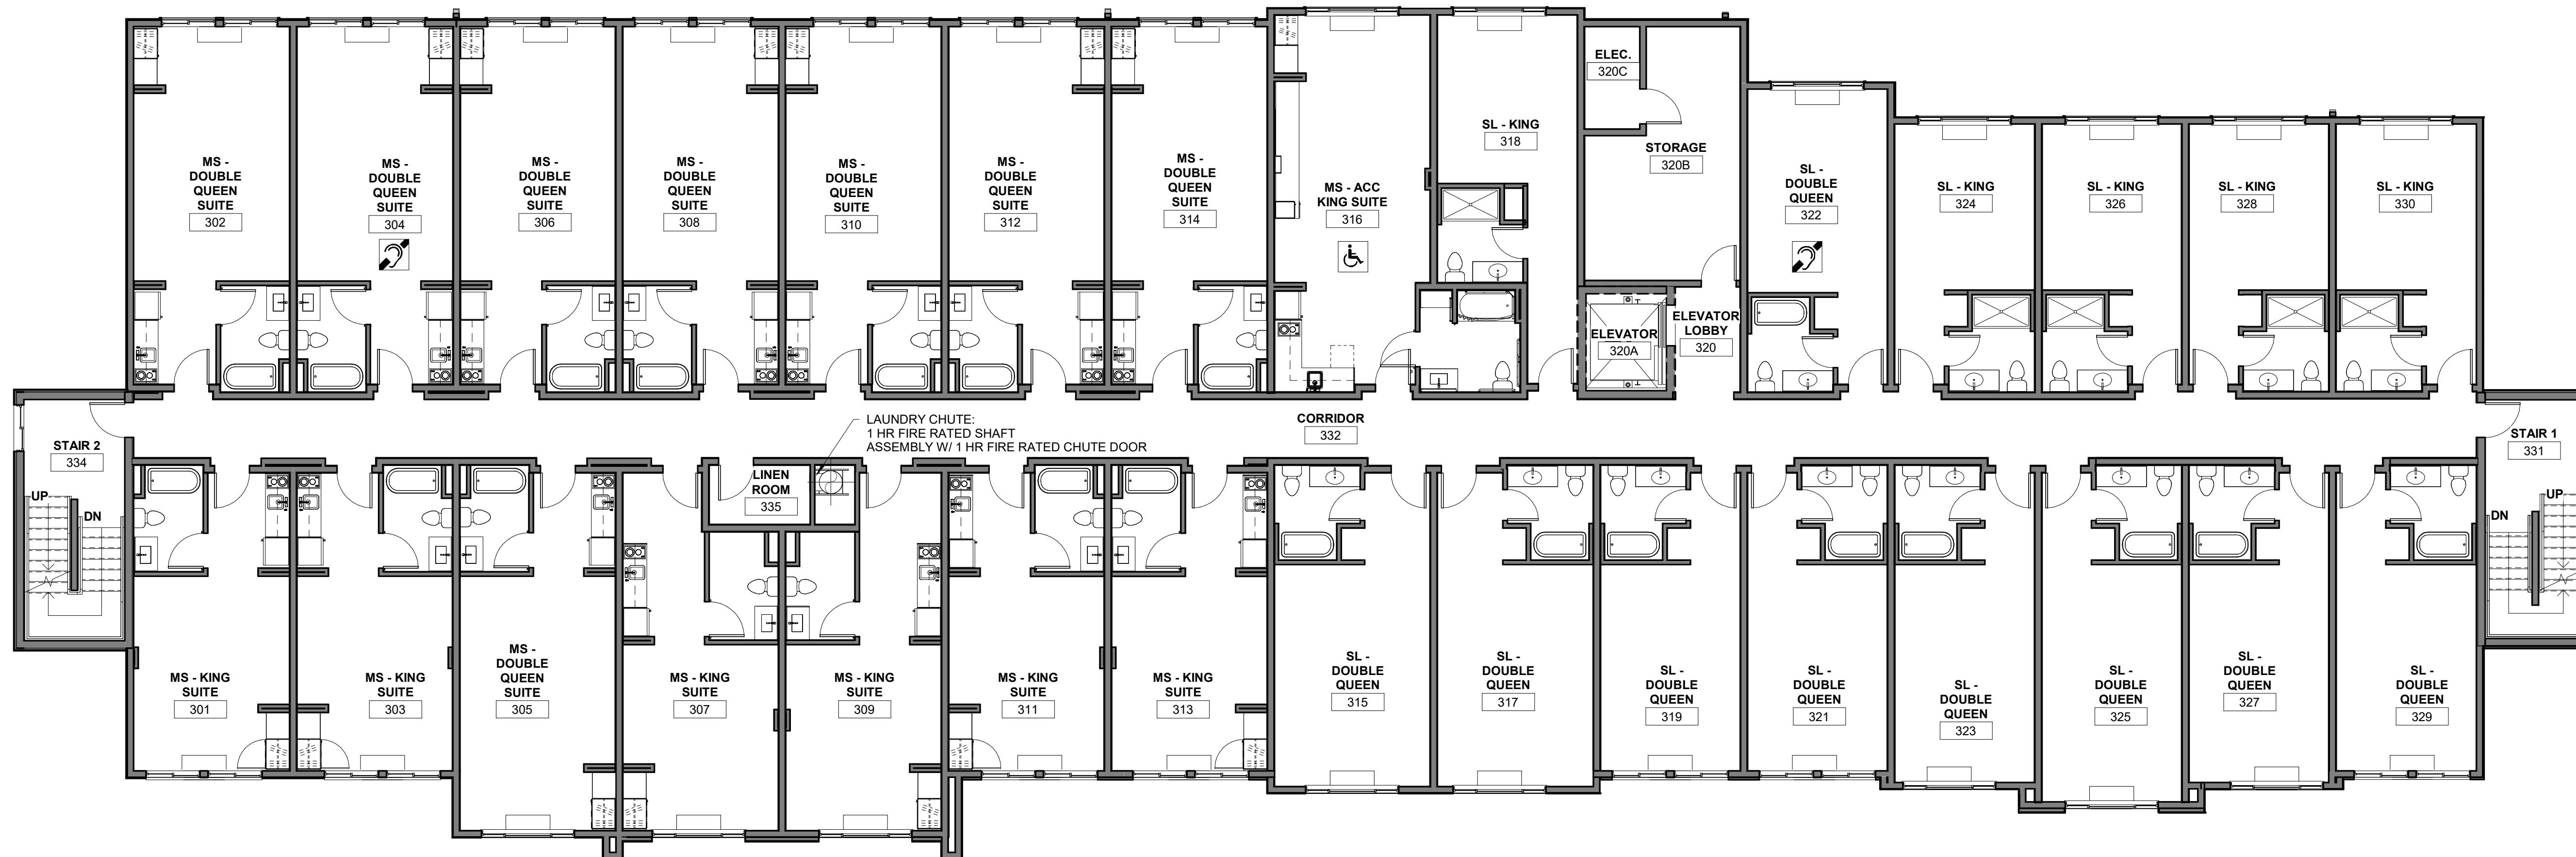 MS -
DOUBLE
QUEEN
SUITE
302
MS -
DOUBLE
QUEEN
SUITE
304
MS -
DOUBLE
QUEEN
SUITE
306
MS -
DOUBLE
QUEEN
SUITE
308
MS -
DOUBLE
QUEEN
SUITE
310
MS -
DOUBLE
QUEEN
SUITE
312
MS -
DOUBLE
QUEEN
SUITE
314
MS - ACC
KING SUITE
316
SL - KING
318
ELEC.
320C
STORAGE
320B
ELEVATOR
320A
ELEVATOR
LOBBY
320
SL -
DOUBLE
QUEEN
322
SL - KING
324
SL - KING
326
SL - KING
328
SL - KING
330
STAIR 2
334
UP
DN
LAUNDRY CHUTE:
1 HR FIRE RATED SHAFT
ASSEMBLY W/ 1 HR FIRE RATED CHUTE DOOR
CORRIDOR
332
STAIR 1
331
UP
DN
LINEN
ROOM
335
MS - KING
SUITE
301
MS - KING
SUITE
303
MS -
DOUBLE
QUEEN
SUITE
305
MS - KING
SUITE
307
MS - KING
SUITE
309
MS - KING
SUITE
311
MS - KING
SUITE
313
SL -
DOUBLE
QUEEN
315
SL -
DOUBLE
QUEEN
317
SL -
DOUBLE
QUEEN
319
SL -
DOUBLE
QUEEN
321
SL -
DOUBLE
QUEEN
323
SL -
DOUBLE
QUEEN
325
SL -
DOUBLE
QUEEN
327
SL -
DOUBLE
QUEEN
329